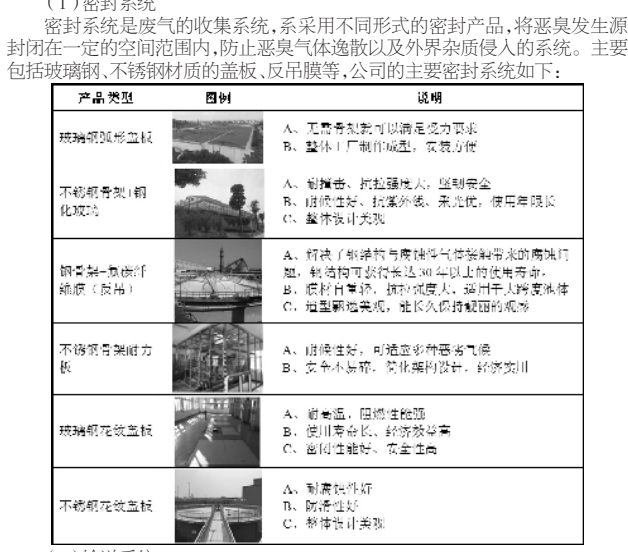 (1)密封系统
密封系统是废气的收集系统,系采用不同形式的密封产品,将恶臭发生源
封闭在一定的空间范围内,防止恶臭气体逸散以及外界杂质侵入的系统。主要
包括玻璃钢、不锈钢材质的盖板、反吊膜等,公司的主要密封系统如下:
产品类型 图例 说明
玻璃钢弧形盖板
A、无需骨架就可以满足受力要求
B、整体工厂制作成型，安装方便
不锈钢骨架+钢
化玻璃
A、耐撞击、抗拉强度大，坚韧安全
B、耐候性好、抗紫外线、采光优，使用年限长
C、整体设计美观
钢骨架-氟碳纤
维膜（反吊）
A、解决了钢结构与腐蚀性气体接触带来的腐蚀问
题，钢结构可获得长达30年以上的使用寿命，
B、膜材自重轻，抗拉强度大，适用于大跨度池体
C、造型飘逸美观，能长久保持靓丽的观感
不锈钢骨架耐力
板
A、耐候性好，可适应多种恶劣气候
B、安全不易碎，简化架构设计，经济实用
玻璃钢花纹盖板
A、耐高温，阻燃性能强
B、使用寿命长、经济效益高
C、密闭性能好、安全性高
不锈钢花纹盖板
A、耐腐蚀性好
B、防滑性好
C、整体设计美观